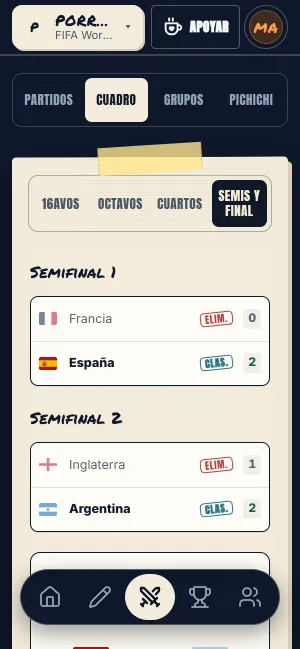 P
PORR...
FIFA Wor...
APOYAR
MA
PARTIDOS
CUADRO
GRUPOS
PICHICHI
16AVOS
OCTAVOS
CUARTOS
SEMIS Y
FINAL
SEMIFINAL 1
Francia
ELIM.
0
España
CLAS.
2
SEMIFINAL 2
Inglaterra
ELIM.
1
Argentina
CLAS.
2